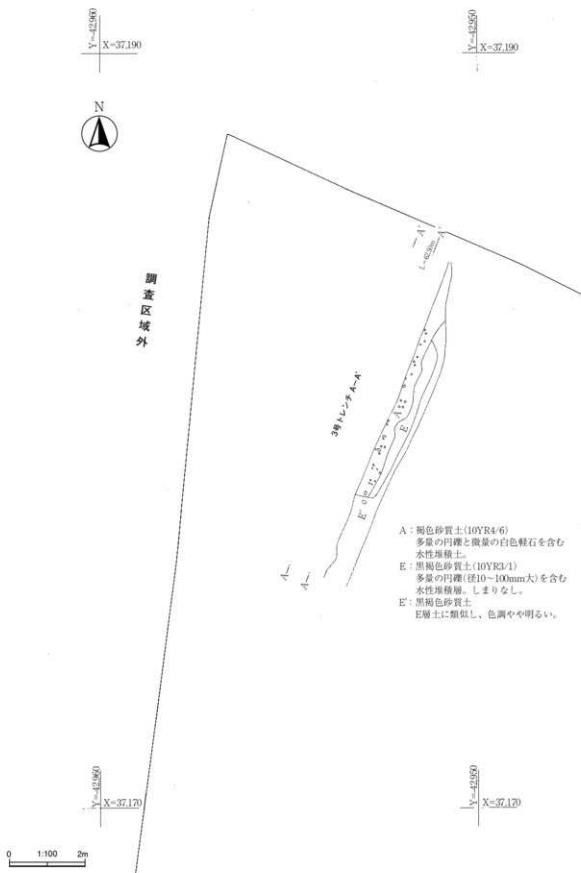 Y=-42,960
X=37,190
Y=-42,950
X=37,190
N
調査区域外
A'
A'
L=62.50m
3号トレンチA-A'
A
E
E'
A
A
A：褐色砂質土(10YR4/6)
多量の円礫と微量の白色軽石を含む
水性堆積土。
E：黒褐色砂質土(10YR3/1)
多量の円礫(径10～100mm大)を含む
水性堆積層。しまりなし。
E'：黒褐色砂質土
E層土に類似し、色調やや明るい。
Y=-42,960
X=37,170
Y=-42,950
X=37,170
0 1:100 2m